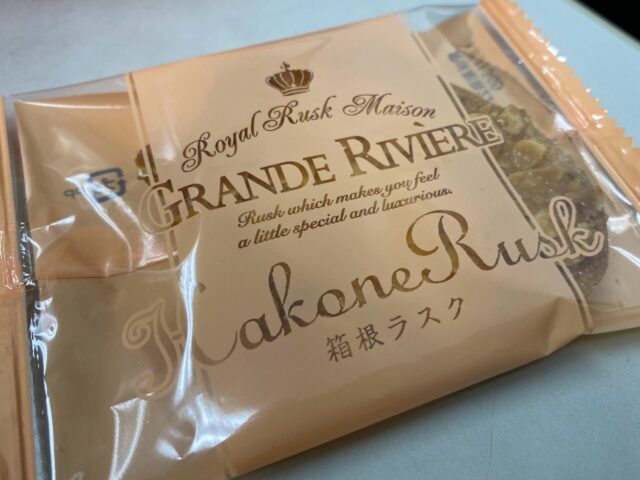 Royal Rusk Maison
GRANDE RIVIÈRE
Rusk which makes you feel
a little special and luxurious.
Hakone Rusk
箱根ラスク